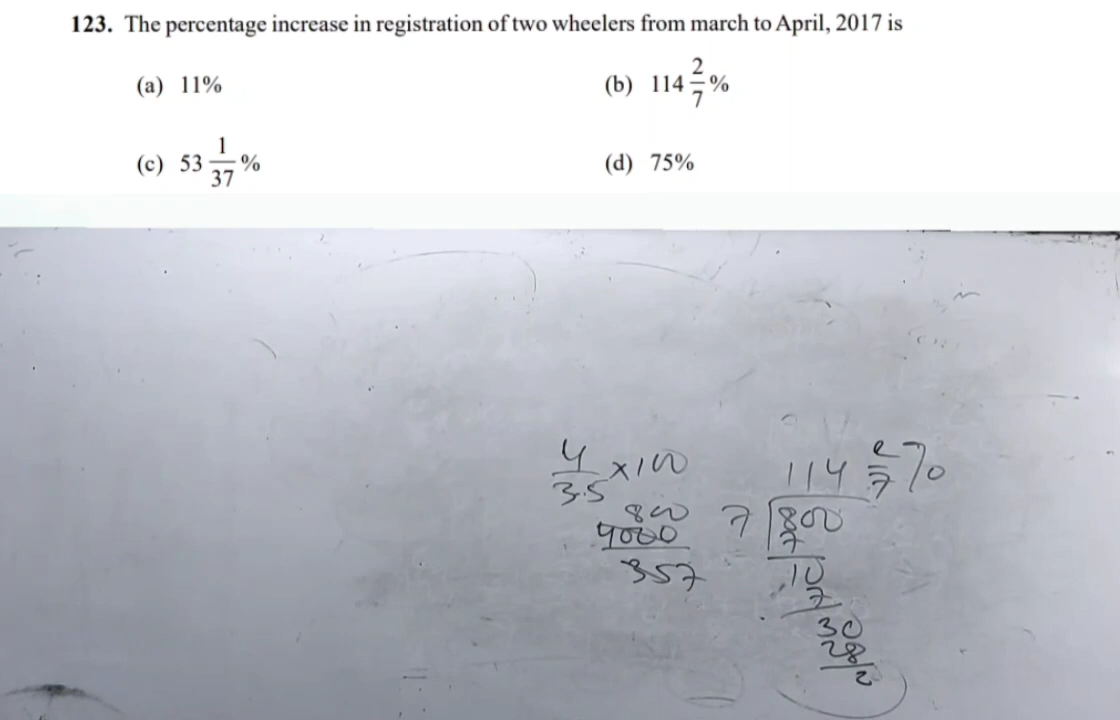 123. The percentage increase in registration of two wheelers from march to April, 2017 is
(a) 11%
(b) 114 2/7 %
(c) 53 1/37 %
(d) 75%
4/3.5 × 100
800
4000
357
114 2/7 %
7 800
7
10
7
30
28
2